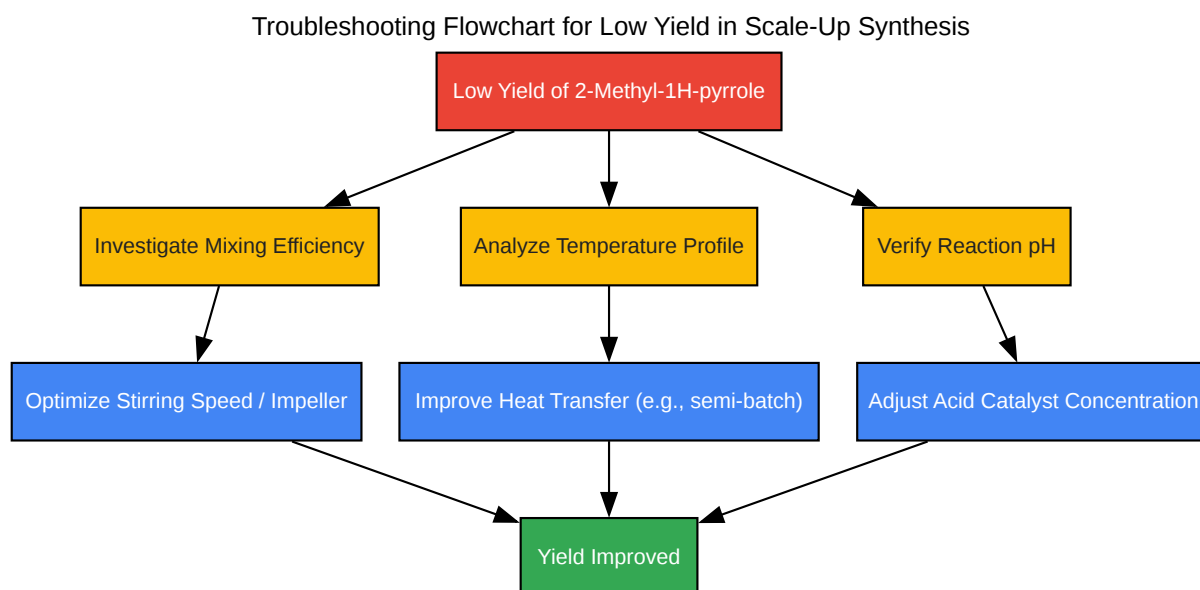 Troubleshooting Flowchart for Low Yield in Scale-Up Synthesis
Low Yield of 2-Methyl-1H-pyrrole
Investigate Mixing Efficiency
Analyze Temperature Profile
Verify Reaction pH
Optimize Stirring Speed / Impeller
Improve Heat Transfer (e.g., semi-batch)
Adjust Acid Catalyst Concentration
Yield Improved